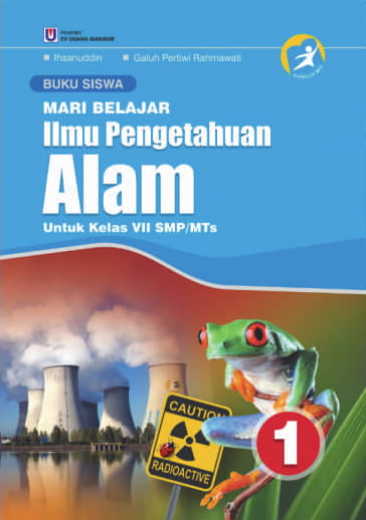 PENERBIT
Ihsanuddin
Galuh Pertiwi Rahmawati
BUKU SISWA
MARI BELAJAR
Ilmu Pengetahuan
Alam
Untuk Kelas VII SMP/MTs
CAUTION
RADIOACTIVE
1